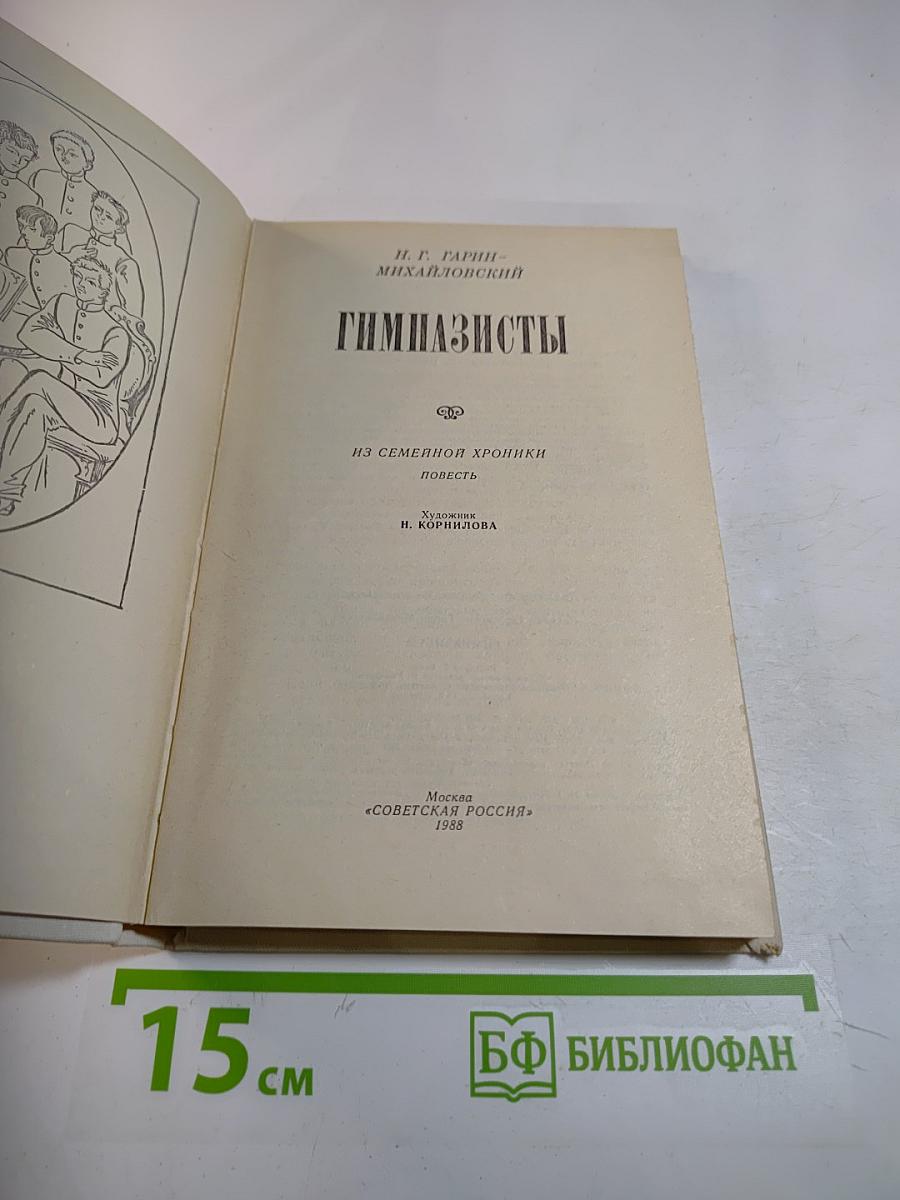 Н. Г. ГАРИН-
МИХАЙЛОВСКИЙ
ГИМНАЗИСТЫ
ИЗ СЕМЕЙНОЙ ХРОНИКИ
ПОВЕСТЬ
Художник
Н. КОРНИЛОВА
Москва
«СОВЕТСКАЯ РОССИЯ»
1988
15 см
БФ БИБЛИОФАН